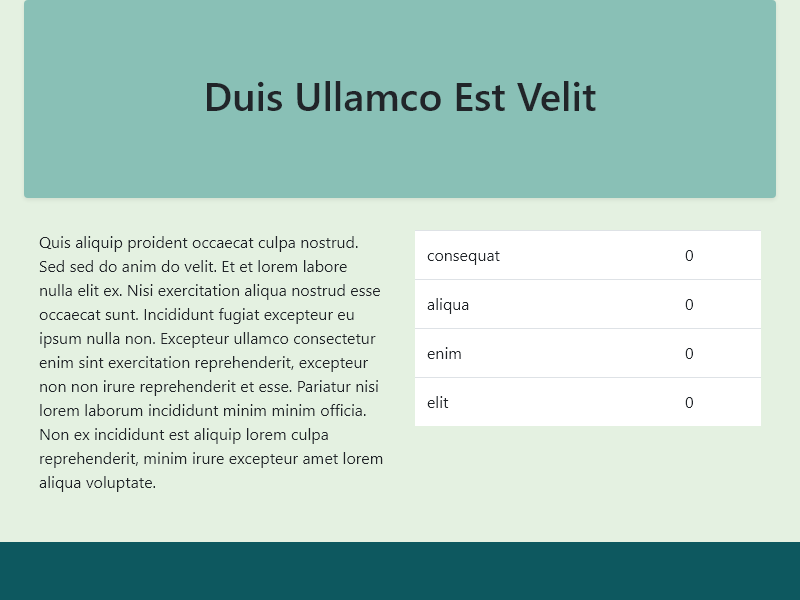 Duis Ullamco Est Velit
Quis aliquip proident occaecat culpa nostrud.
Sed sed do anim do velit. Et et lorem labore
nulla elit ex. Nisi exercitation aliqua nostrud esse
occaecat sunt. Incididunt fugiat excepteur eu
ipsum nulla non. Excepteur ullamco consectetur
enim sint exercitation reprehenderit, excepteur
non non irure reprehenderit et esse. Pariatur nisi
lorem laborum incididunt minim minim officia.
Non ex incididunt est aliquip lorem culpa
reprehenderit, minim irure excepteur amet lorem
aliqua voluptate.
consequat 0
aliqua 0
enim 0
elit 0